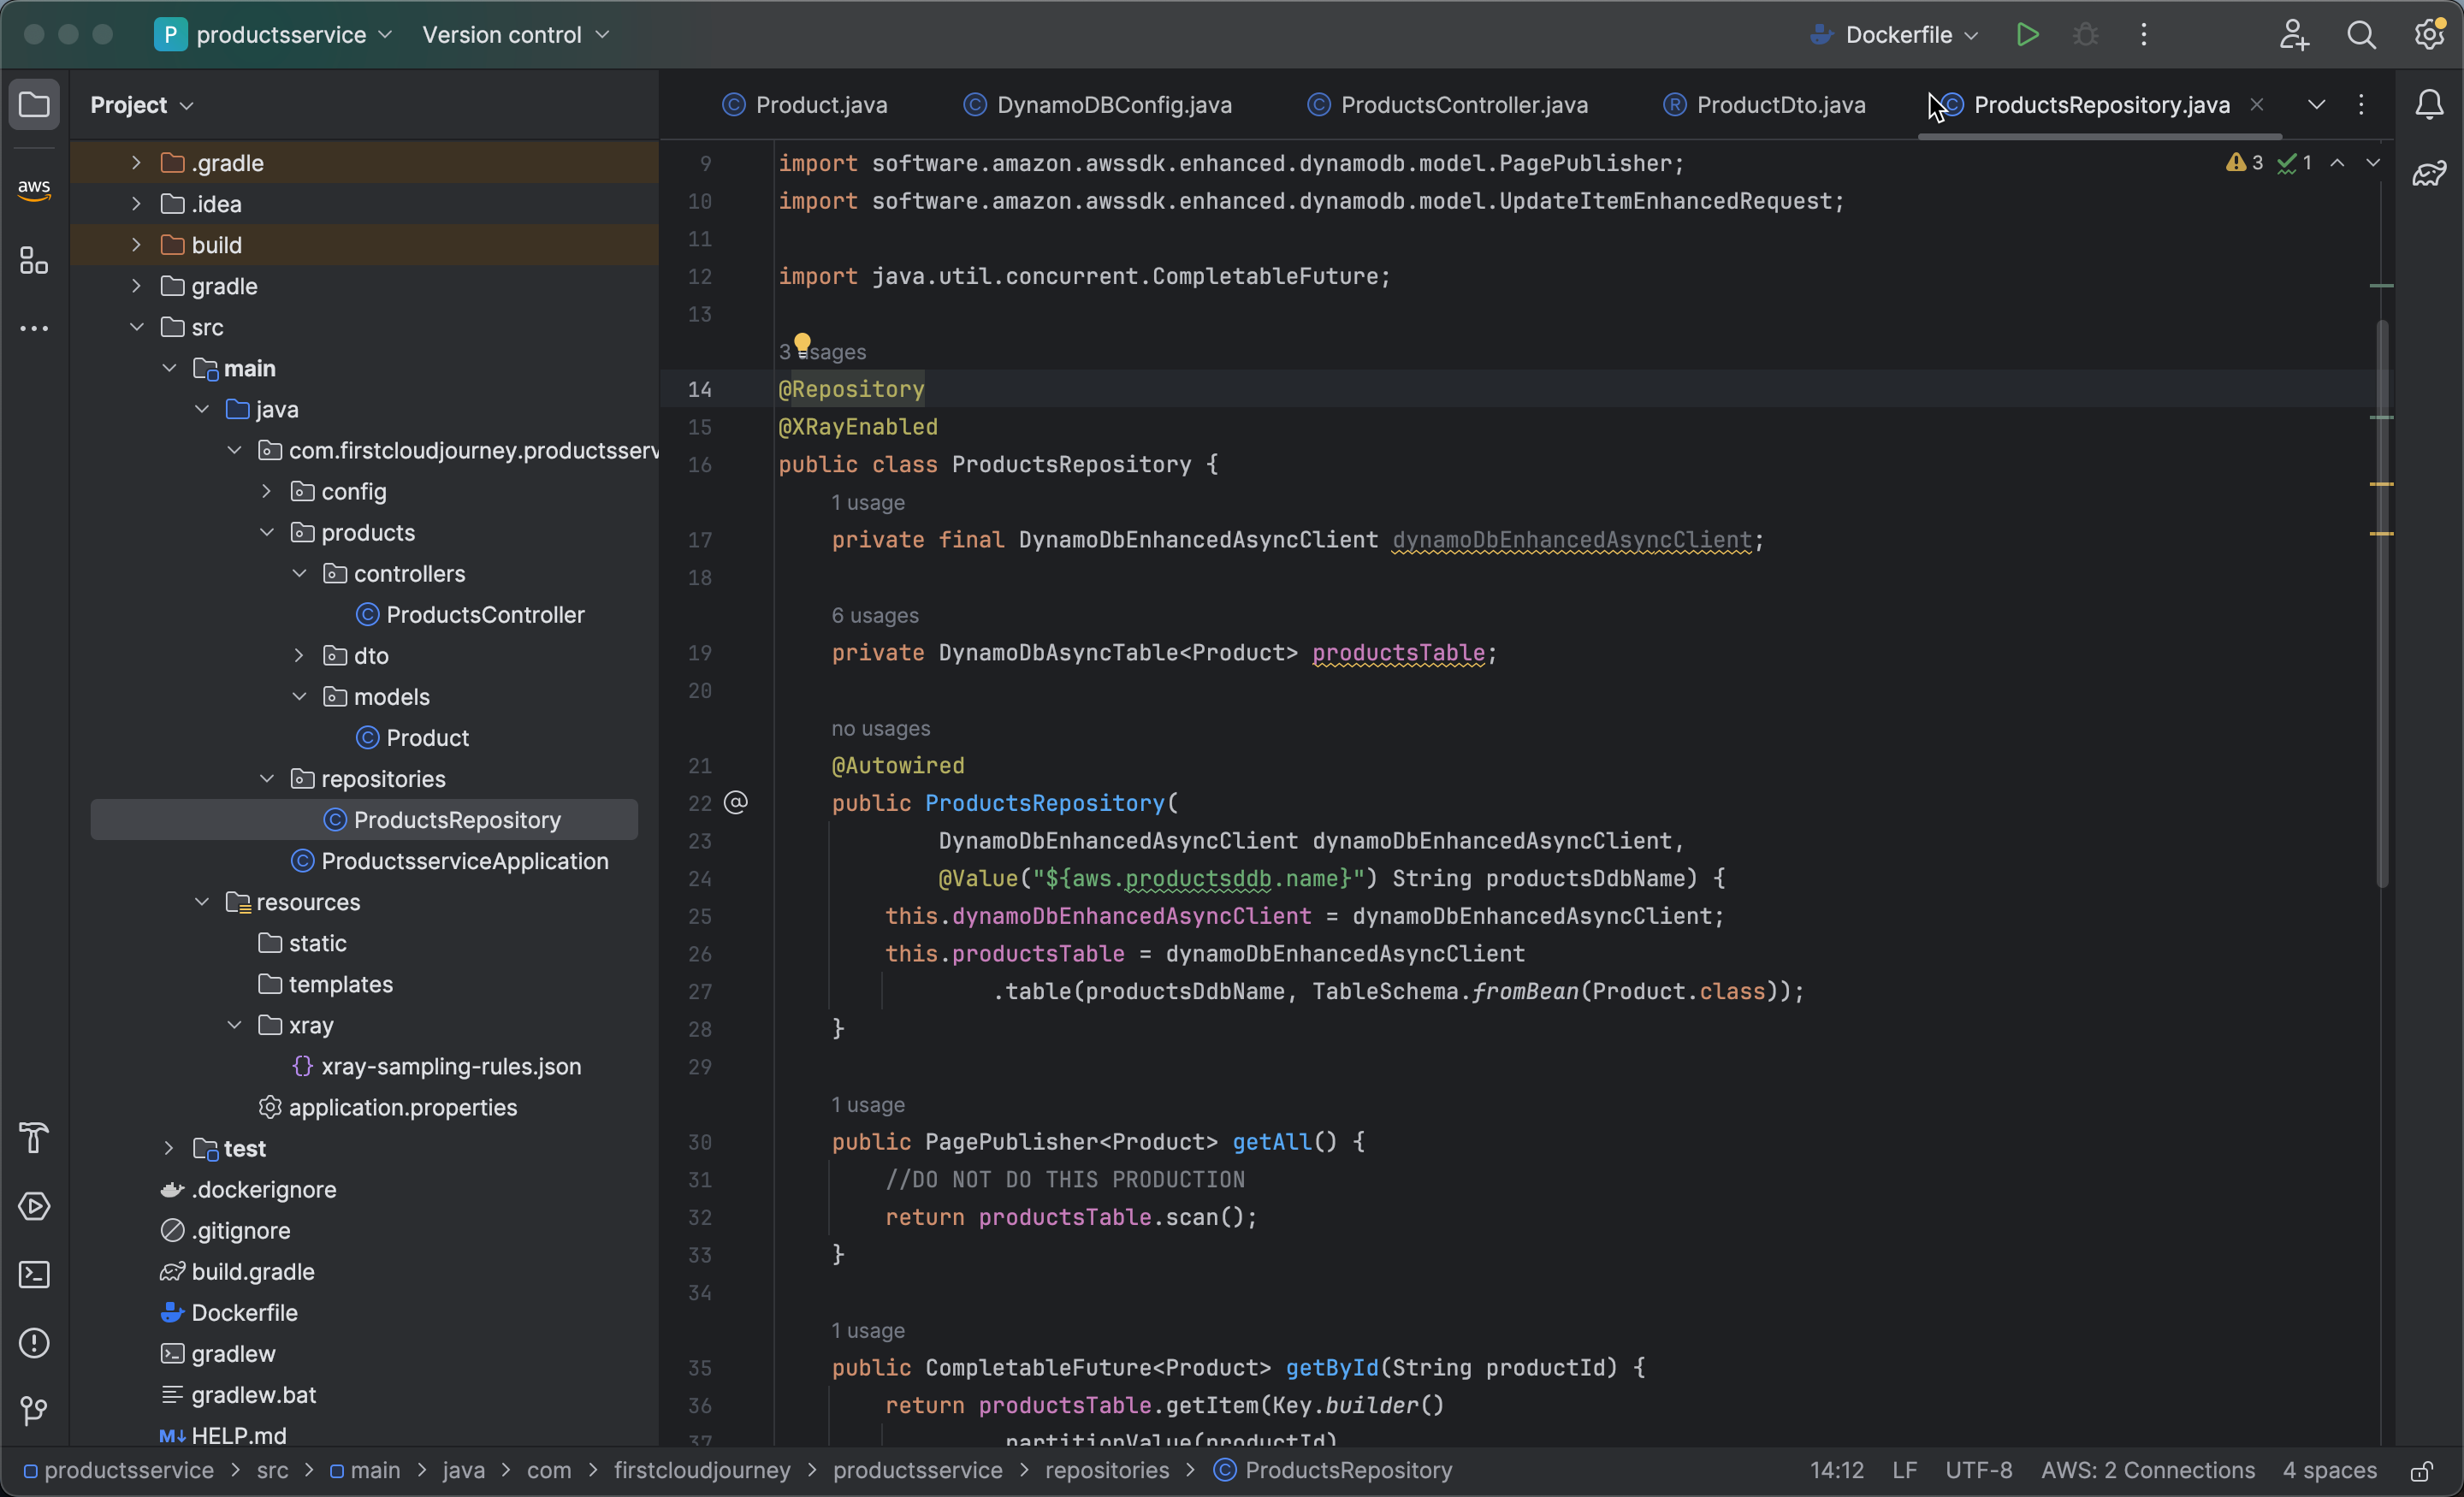 P productsservice Version control Dockerfile
Project
aws
.gradle
.idea
build
gradle
src
main
java
com.firstcloudjourney.productsserv
config
products
controllers
ProductsController
dto
models
Product
repositories
ProductsRepository
ProductsserviceApplication
resources
static
templates
xray
xray-sampling-rules.json
application.properties
test
.dockerignore
.gitignore
build.gradle
Dockerfile
gradlew
gradlew.bat
M↓ HELP.md
Product.java DynamoDBConfig.java ProductsController.java ProductDto.java ProductsRepository.java
3 1
9 import software.amazon.awssdk.enhanced.dynamodb.model.PagePublisher;
10 import software.amazon.awssdk.enhanced.dynamodb.model.UpdateItemEnhancedRequest;
11
12 import java.util.concurrent.CompletableFuture;
13
3 usages
14 @Repository
15 @XRayEnabled
16 public class ProductsRepository {
1 usage
17 private final DynamoDbEnhancedAsyncClient dynamoDbEnhancedAsyncClient;
18
6 usages
19 private DynamoDbAsyncTable<Product> productsTable;
20
no usages
21 @Autowired
22 public ProductsRepository(
23 DynamoDbEnhancedAsyncClient dynamoDbEnhancedAsyncClient,
24 @Value("${aws.productsddb.name}") String productsDdbName) {
25 this.dynamoDbEnhancedAsyncClient = dynamoDbEnhancedAsyncClient;
26 this.productsTable = dynamoDbEnhancedAsyncClient
27 .table(productsDdbName, TableSchema.fromBean(Product.class));
28 }
29
1 usage
30 public PagePublisher<Product> getAll() {
31 //DO NOT DO THIS PRODUCTION
32 return productsTable.scan();
33 }
34
1 usage
35 public CompletableFuture<Product> getById(String productId) {
36 return productsTable.getItem(Key.builder()
37 .partitionValue(productId)
productsservice > src > main > java > com > firstcloudjourney > productsservice > repositories > ProductsRepository
14:12 LF UTF-8 AWS: 2 Connections 4 spaces